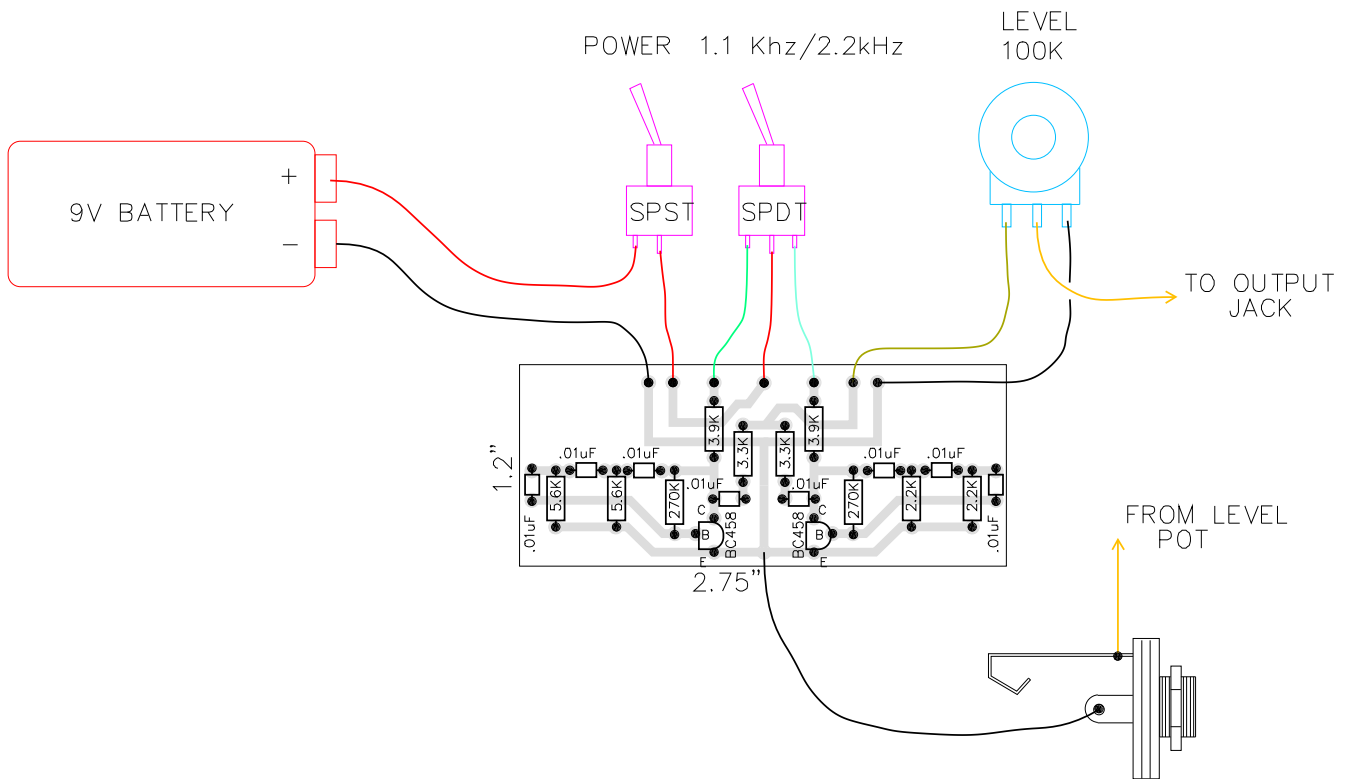 LEVEL
100K
POWER
1.1 Khz/2.2kHz
+
9V BATTERY
−
SPST
SPDT
TO OUTPUT
JACK
3.9K
3.9K
3.3K
3.3K
1.2"
.01uF
.01uF
.01uF
.01uF
.01uF
.01uF
5.6K
5.6K
270K
270K
2.2K
2.2K
.01uF
.01uF
C
B
E
BC458
C
B
E
BC458
2.75"
FROM LEVEL
POT